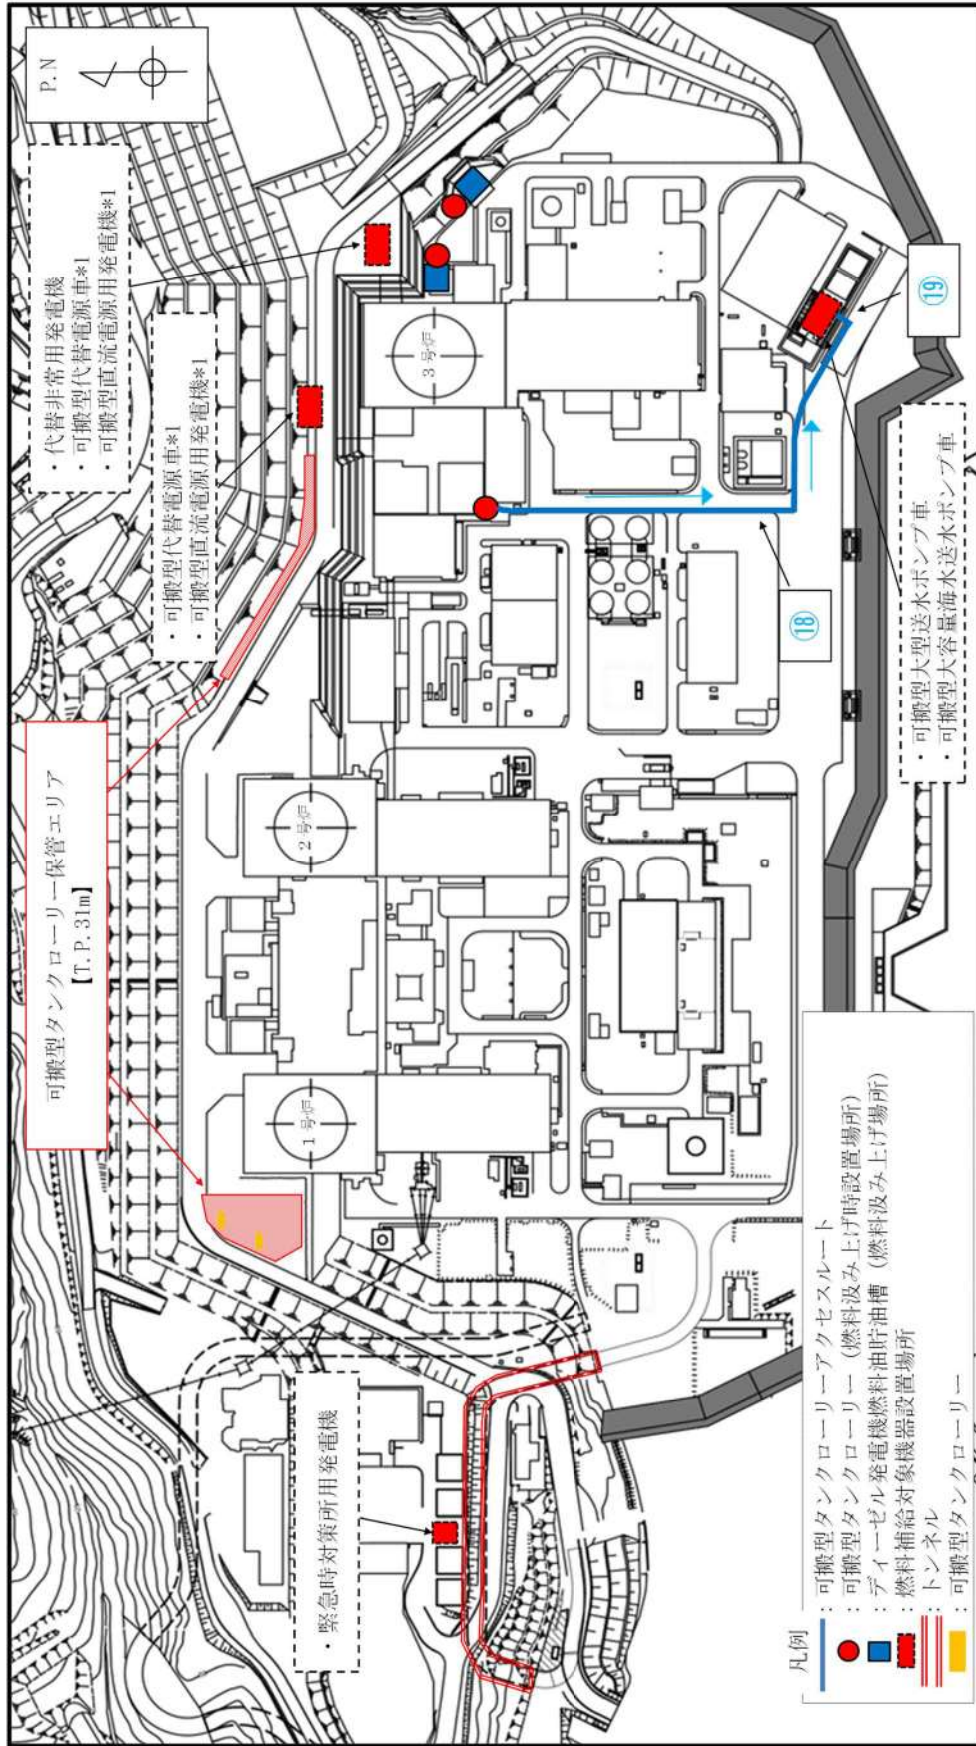 P.N
・代替非常用発電機
・可搬型代替電源車*1
・可搬型直流電源用発電機*1
・可搬型代替電源車*1
・可搬型直流電源用発電機*1
可搬型タンクローリー保管エリア
【T.P.31m】
・緊急時対策所用発電機
1号炉
2号炉
3号炉
⑱
⑲
・可搬型大型送水ポンプ車
・可搬型大容量海水送水ポンプ車
凡例
：可搬型タンクローリーアクセスルート
：可搬型タンクローリー（燃料汲み上げ時設置場所）
：ディーゼル発電機燃料油貯油槽（燃料汲み上げ場所）
：燃料補給対象機器設置場所
：トンネル
：可搬型タンクローリー